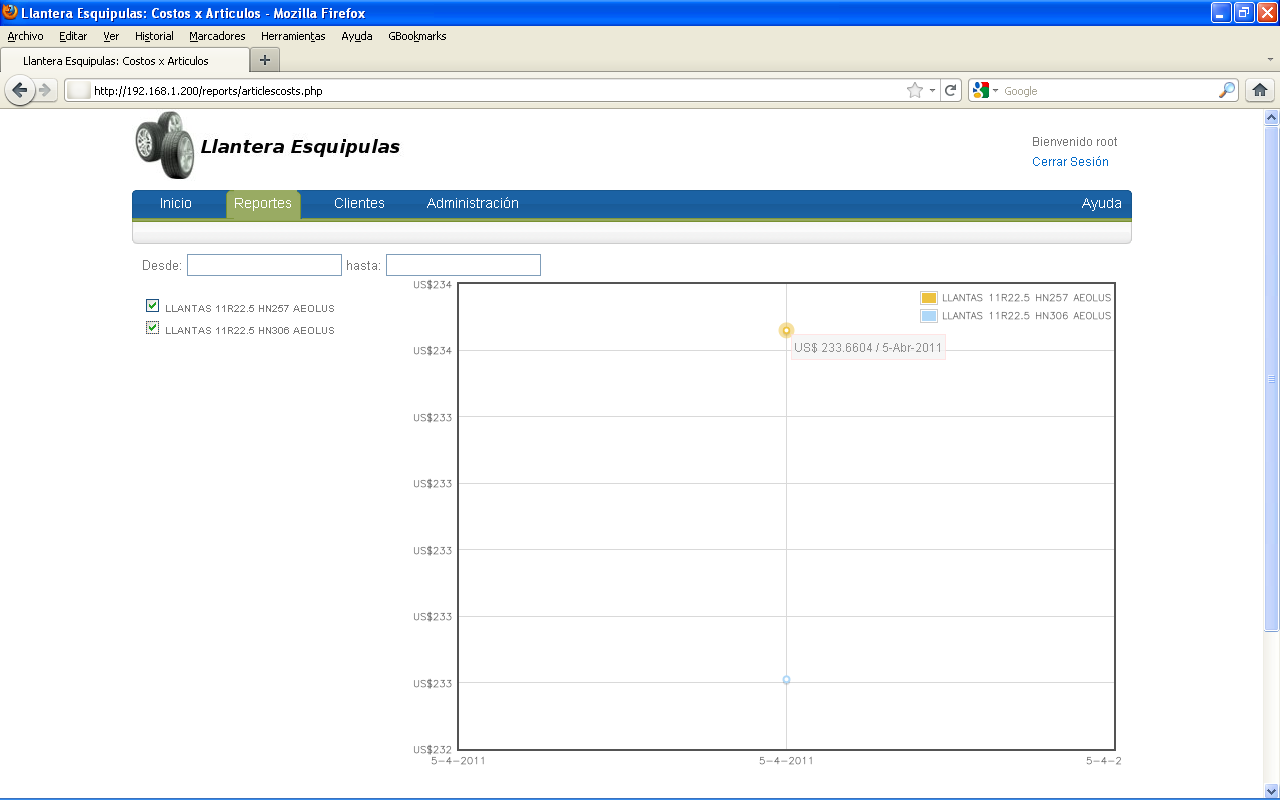 Llantera Esquipulas: Costos x Articulos - Mozilla Firefox
Archivo Editar Ver Historial Marcadores Herramientas Ayuda GBookmarks
Llantera Esquipulas: Costos x Articulos
http://192.168.1.200/reports/articlescosts.php
Google
Llantera Esquipulas
Bienvenido root
Cerrar Sesión
Inicio Reportes Clientes Administración Ayuda
Desde: hasta:
LLANTAS 11R22.5 HN257 AEOLUS
LLANTAS 11R22.5 HN306 AEOLUS
US$234
US$234
US$233
US$233
US$233
US$233
US$233
US$232
LLANTAS 11R22.5 HN257 AEOLUS
LLANTAS 11R22.5 HN306 AEOLUS
US$ 233.6604 / 5-Abr-2011
5-4-2011 5-4-2011 5-4-2